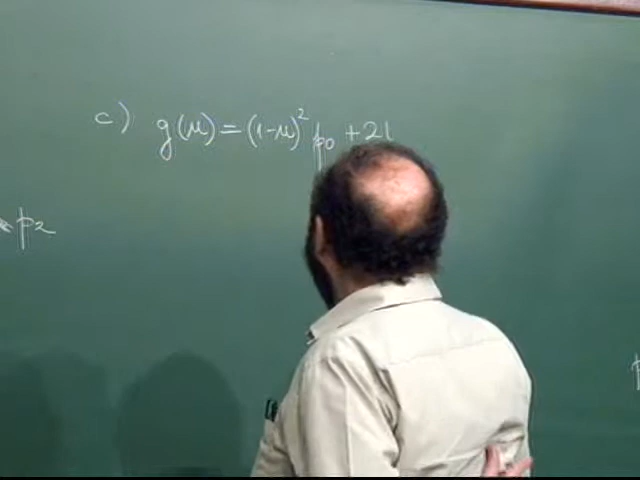 c) g(u) = (1-u)² p₀ + 2
p₂